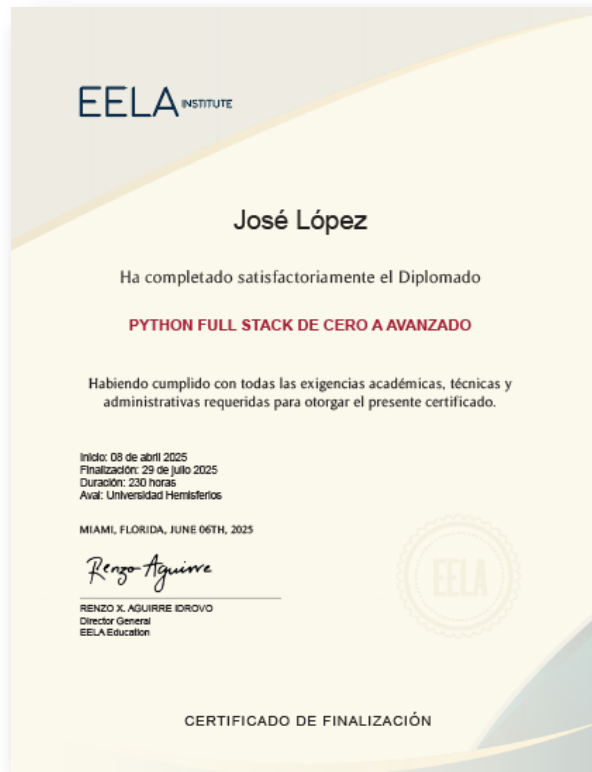 EELA INSTITUTE
José López
Ha completado satisfactoriamente el Diplomado
PYTHON FULL STACK DE CERO A AVANZADO
Habiendo cumplido con todas las exigencias académicas, técnicas y
administrativas requeridas para otorgar el presente certificado.
Inicio: 08 de abril 2025
Finalización: 29 de julio 2025
Duración: 230 horas
Aval: Universidad Hemisferios
MIAMI, FLORIDA, JUNE 06TH, 2025
Renzo Aguirre
RENZO X. AGUIRRE IDROVO
Director General
EELA Education
EELA
CERTIFICADO DE FINALIZACIÓN